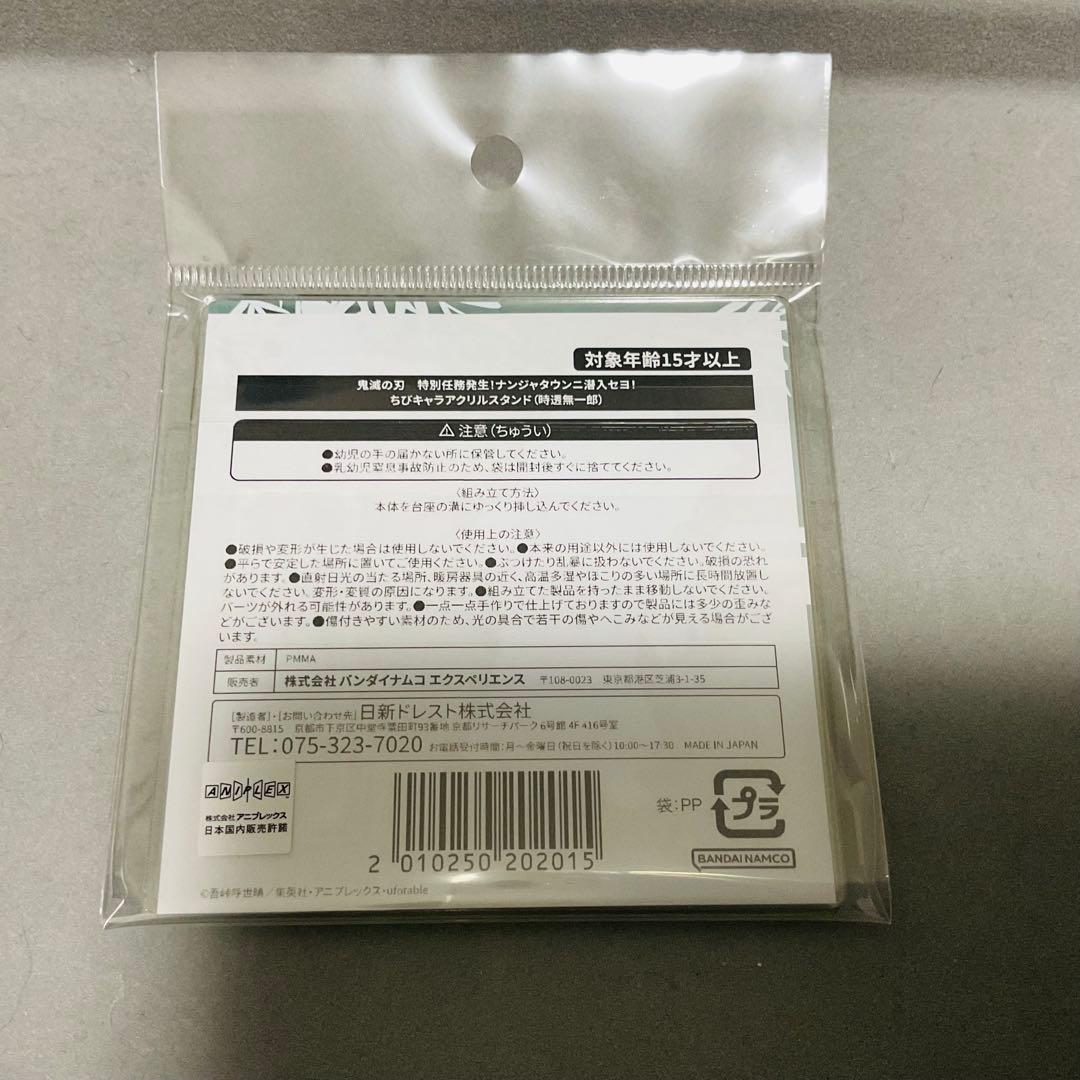 対象年齢15才以上
鬼滅の刃 特別任務発生!ナンジャタウンニ潜入セヨ!
ちびキャラアクリルスタンド(時透無一郎)
⚠注意(ちゅうい)
●幼児の手の届かない所に保管してください。
●乳幼児窒息事故防止のため、袋は開封後すぐに捨ててください。
〈組み立て方法〉
本体を台座の溝にゆっくり挿し込んでください。
〈使用上の注意〉
●破損や変形が生じた場合は使用しないでください。●本来の用途以外には使用しないでください。
●平らで安定した場所に置いてご使用ください。●ぶつけたり乱暴に扱わないでください。破損の恐れ
があります。●直射日光の当たる場所、暖房器具の近く、高温多湿やほこりの多い場所に長時間放置し
ないでください。変形・変質の原因になります。●組み立てた製品を持ったまま移動しないでください。
パーツが外れる可能性があります。●一点一点手作りで仕上げておりますので製品には多少の歪みな
どがございます。●傷付きやすい素材のため、光の具合で若干の傷やへこみなどが見える場合がござ
います。
製品素材 PMMA
販売者 株式会社 バンダイナムコ エクスペリエンス 〒108-0023 東京都港区芝浦3-1-35
[製造者]・[お問い合わせ先] 日新ドレスト株式会社
〒600-8815 京都市下京区中堂寺粟田町93番地 京都リサーチパーク 6号館 4F 416号室
TEL:075-323-7020 お電話受付時間:月〜金曜日(祝日を除く)10:00〜17:30 MADE IN JAPAN
ANIPLEX
株式会社 アニプレックス
日本国内販売許諾
2 010250 202015
袋:PP
プラ
BANDAI NAMCO
©吾峠呼世晴/集英社・アニプレックス・ufotable